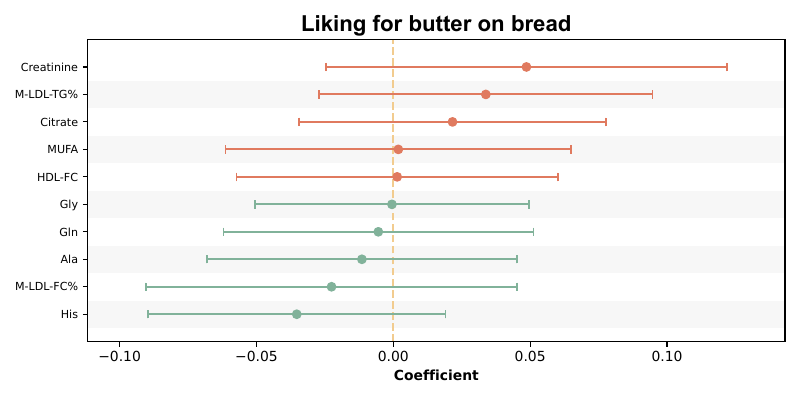 Liking for butter on bread
Creatinine
M-LDL-TG%
Citrate
MUFA
HDL-FC
Gly
Gln
Ala
M-LDL-FC%
His
−0.10 −0.05 0.00 0.05 0.10
Coefficient